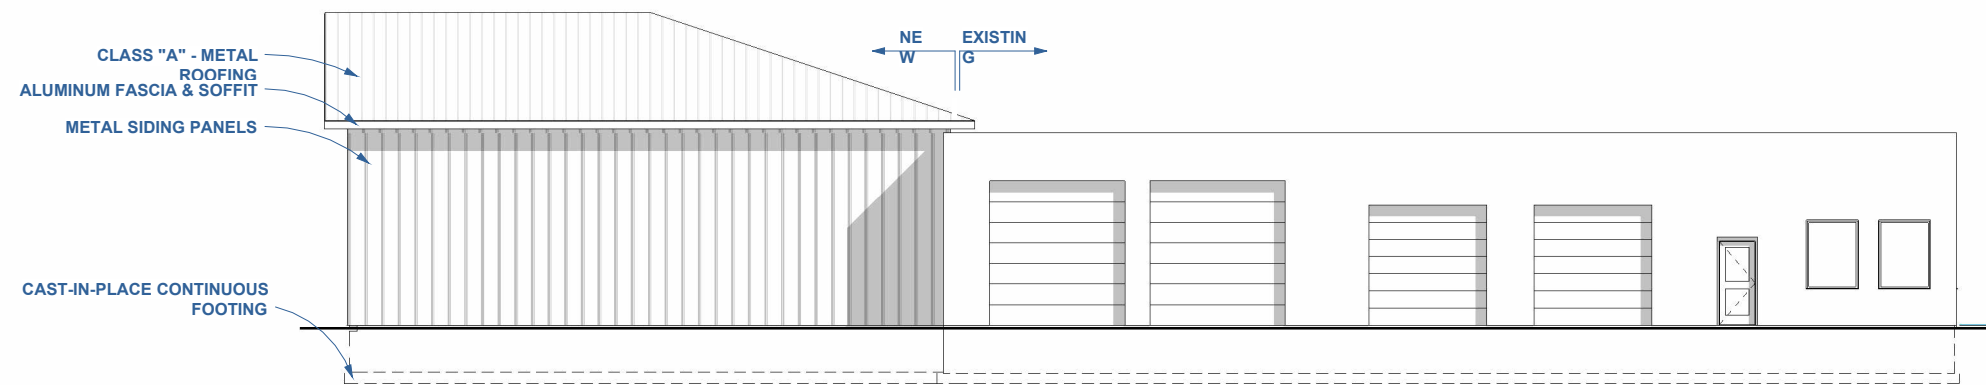 NE
W
EXISTIN
G
CLASS "A" - METAL
ROOFING
ALUMINUM FASCIA & SOFFIT
METAL SIDING PANELS
CAST-IN-PLACE CONTINUOUS
FOOTING